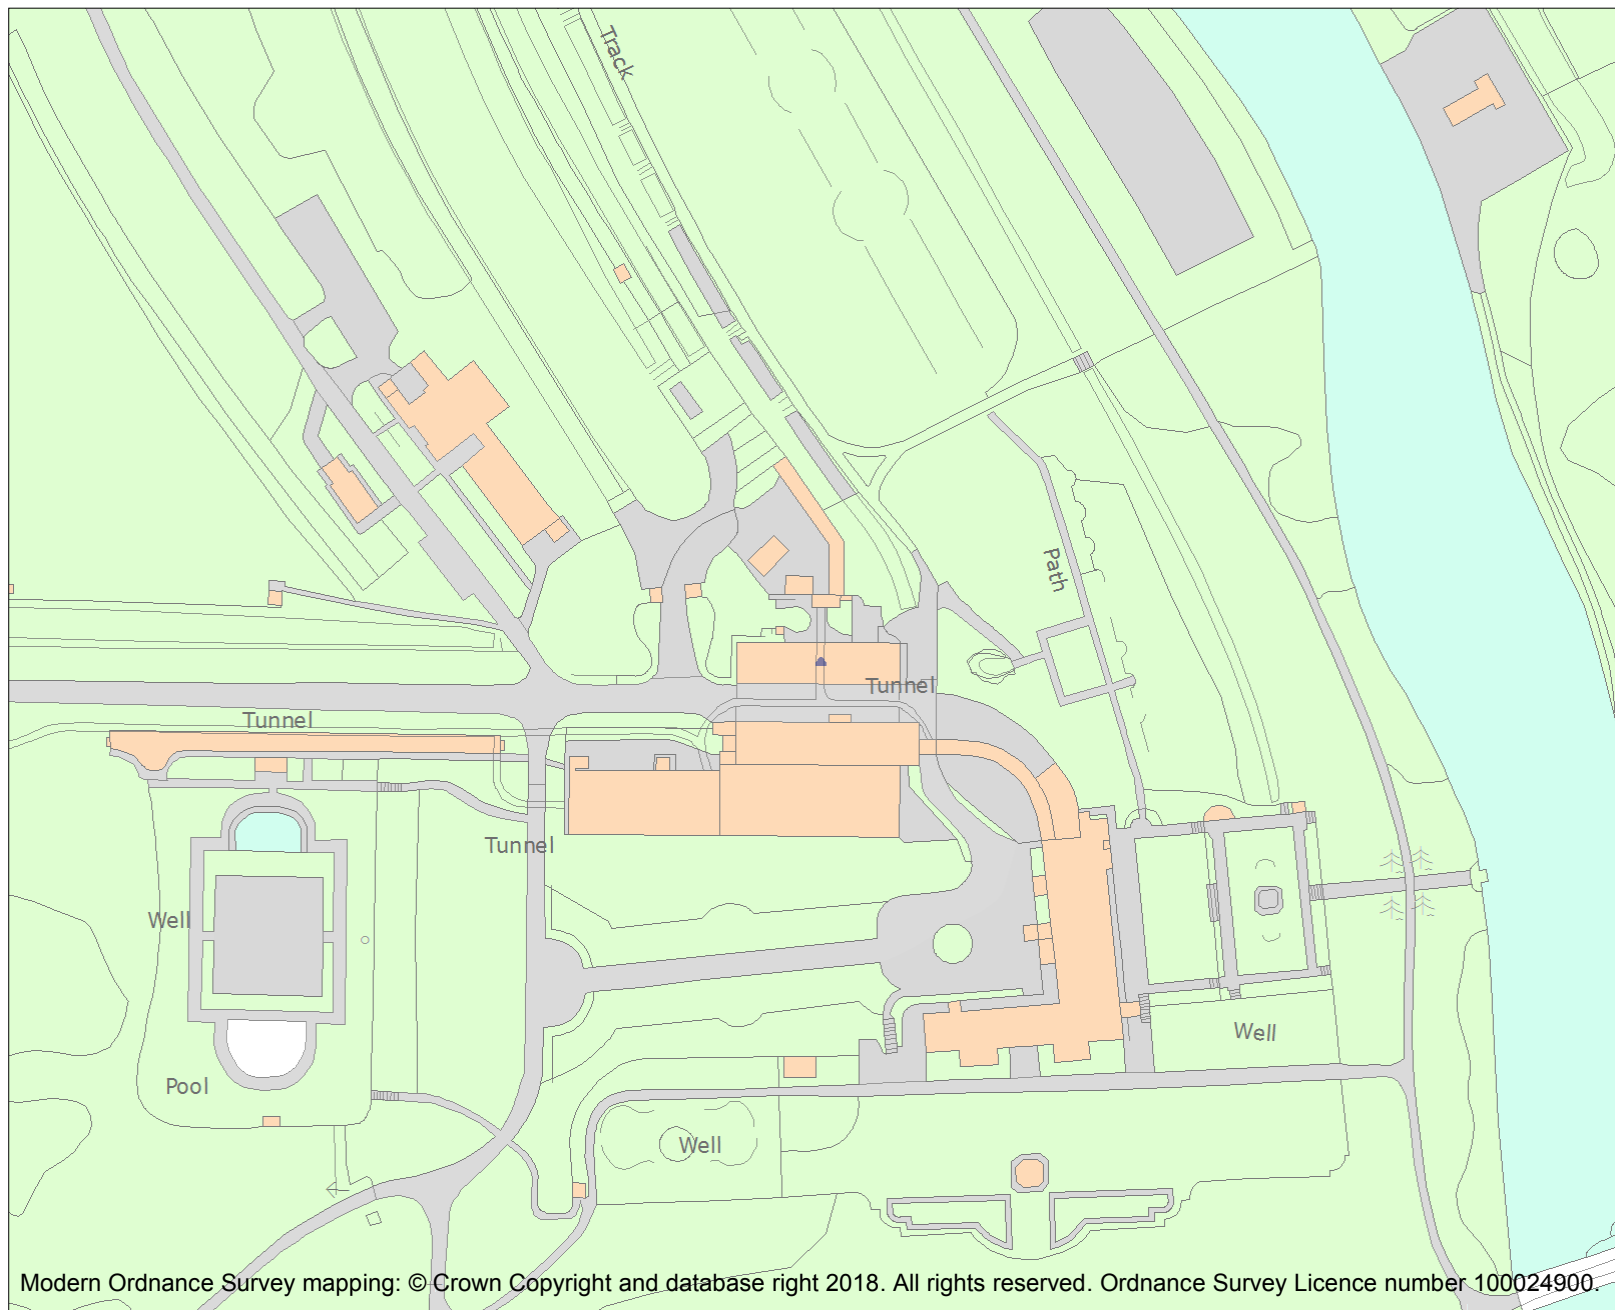 Track
Path
Tunnel
Tunnel
Tunnel
Well
Well
Pool
Well
Modern Ordnance Survey mapping: © Crown Copyright and database right 2018. All rights reserved. Ordnance Survey Licence number 100024900.